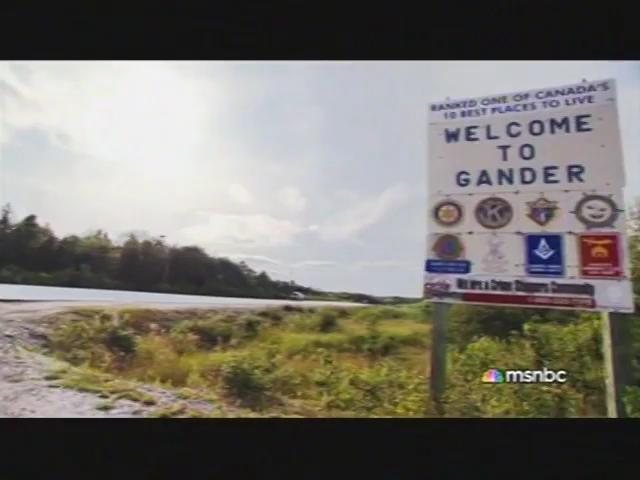 RANKED ONE OF CANADA'S
10 BEST PLACES TO LIVE
WELCOME
TO
GANDER
We Are a Crime Stoppers Community
msnbc